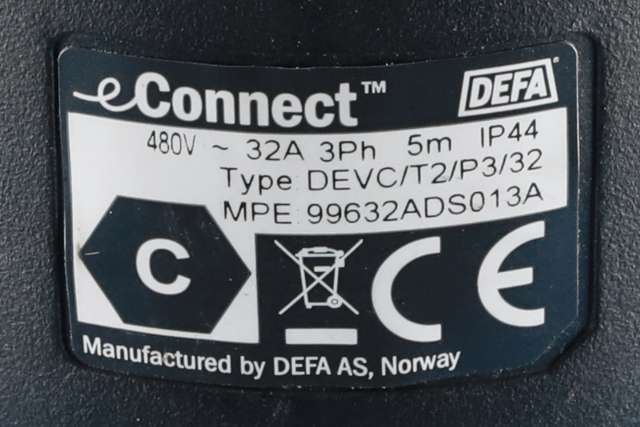 eConnect™
DEFA®
480V ~ 32A 3Ph 5m IP44
Type DEVC/T2/P3/32
MPE 99632ADS013A
C
CE
Manufactured by DEFA AS, Norway